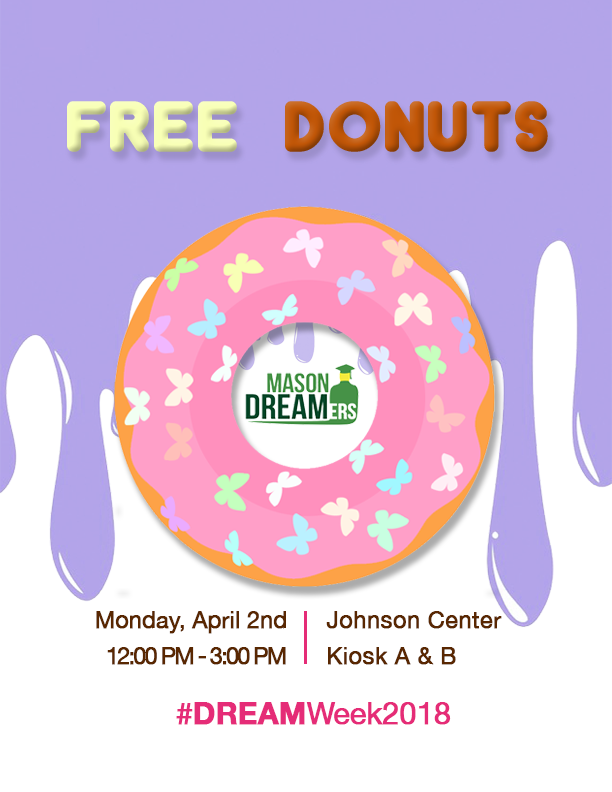 FREE DONUTS
MASON
DREAMERS
Monday, April 2nd
12:00 PM - 3:00 PM
Johnson Center
Kiosk A & B
#DREAMWeek2018